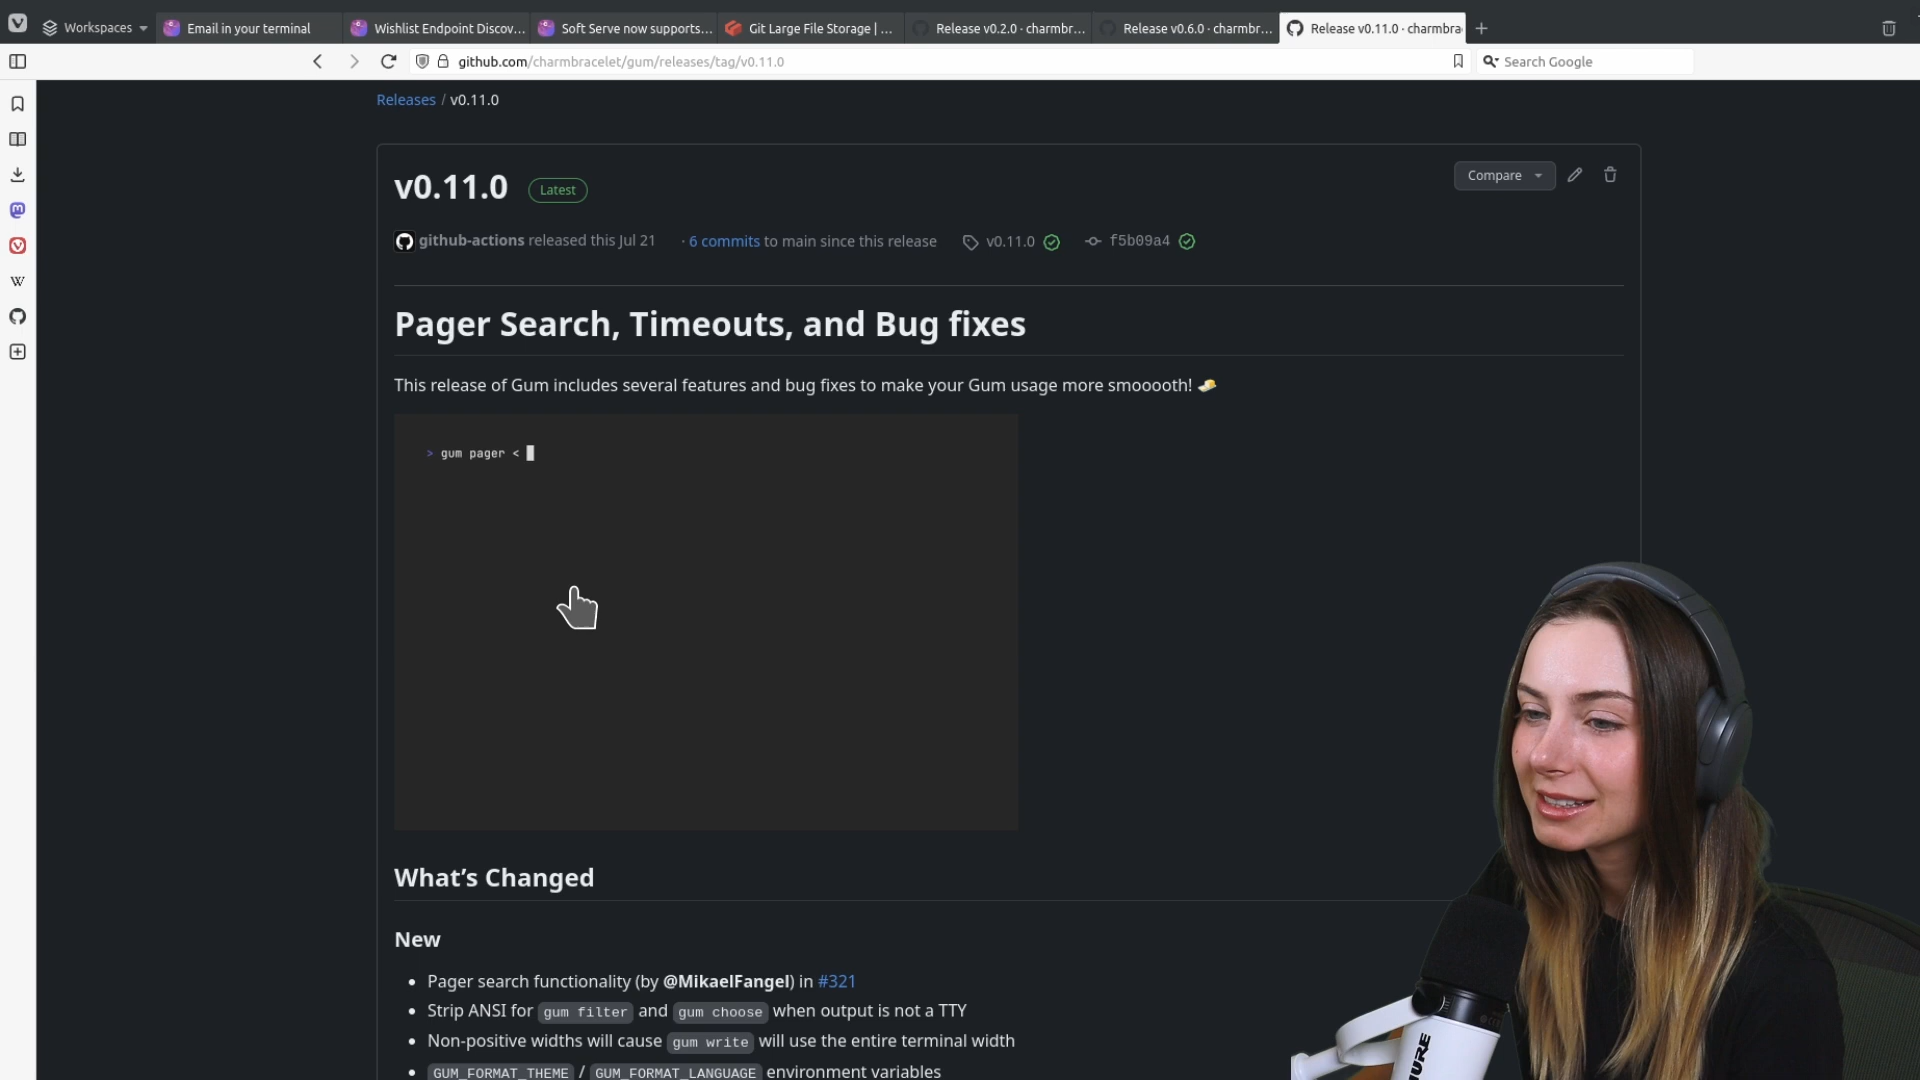 Workspaces
Email in your terminal
Wishlist Endpoint Discov...
Soft Serve now supports...
Git Large File Storage | ...
Release v0.2.0 · charmbr...
Release v0.6.0 · charmbr...
Release v0.11.0 · charmbra
github.com/charmbracelet/gum/releases/tag/v0.11.0
Search Google
Releases / v0.11.0
v0.11.0 Latest
Compare
github-actions released this Jul 21 · 6 commits to main since this release v0.11.0 f5b09a4
Pager Search, Timeouts, and Bug fixes
This release of Gum includes several features and bug fixes to make your Gum usage more smooooth! 🧈
> gum pager <
What's Changed
New
• Pager search functionality (by @MikaelFangel) in #321
• Strip ANSI for gum filter and gum choose when output is not a TTY
• Non-positive widths will cause gum write will use the entire terminal width
• GUM_FORMAT_THEME / GUM_FORMAT_LANGUAGE environment variables
W